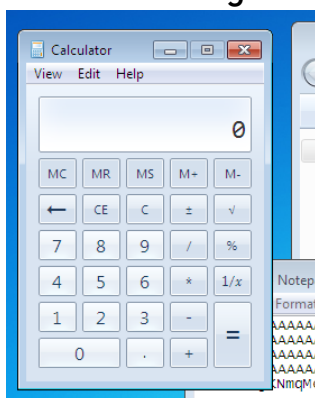 Calculator
View Edit Help
0
MC MR MS M+ M-
← CE C ± √
7 8 9 / %
4 5 6 * 1/x
1 2 3 - =
0 . +
Notep
Format
AAAAA
AAAAA
AAAAA
AAAAA
KNmqM